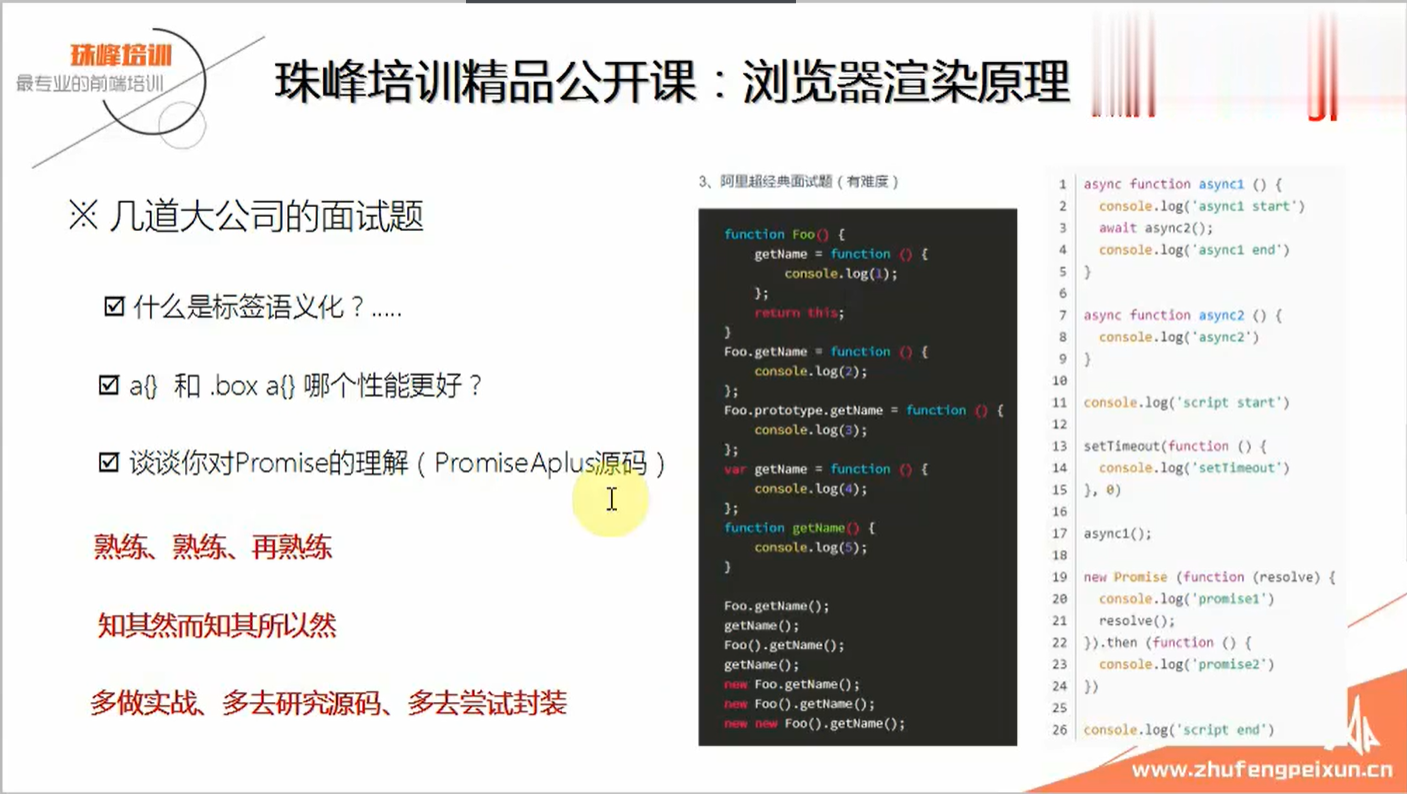 珠峰培训
最专业的前端培训
珠峰培训精品公开课：浏览器渲染原理
※ 几道大公司的面试题
☑ 什么是标签语义化？.....
☑ a{} 和 .box a{} 哪个性能更好？
☑ 谈谈你对Promise的理解（PromiseAplus源码）
熟练、熟练、再熟练
知其然而知其所以然
多做实战、多去研究源码、多去尝试封装
3、阿里超经典面试题（有难度）
function Foo() {
    getName = function () {
        console.log(1);
    };
    return this;
}
Foo.getName = function () {
    console.log(2);
};
Foo.prototype.getName = function () {
    console.log(3);
};
var getName = function () {
    console.log(4);
};
function getName() {
    console.log(5);
}
Foo.getName();
getName();
Foo().getName();
getName();
new Foo.getName();
new Foo().getName();
new new Foo().getName();
1 async function async1 () {
2   console.log('async1 start')
3   await async2();
4   console.log('async1 end')
5 }
6
7 async function async2 () {
8   console.log('async2')
9 }
10
11 console.log('script start')
12
13 setTimeout(function () {
14   console.log('setTimeout')
15 }, 0)
16
17 async1();
18
19 new Promise (function (resolve) {
20   console.log('promise1')
21   resolve();
22 }).then (function () {
23   console.log('promise2')
24 })
25
26 console.log('script end')
www.zhufengpeixun.cn